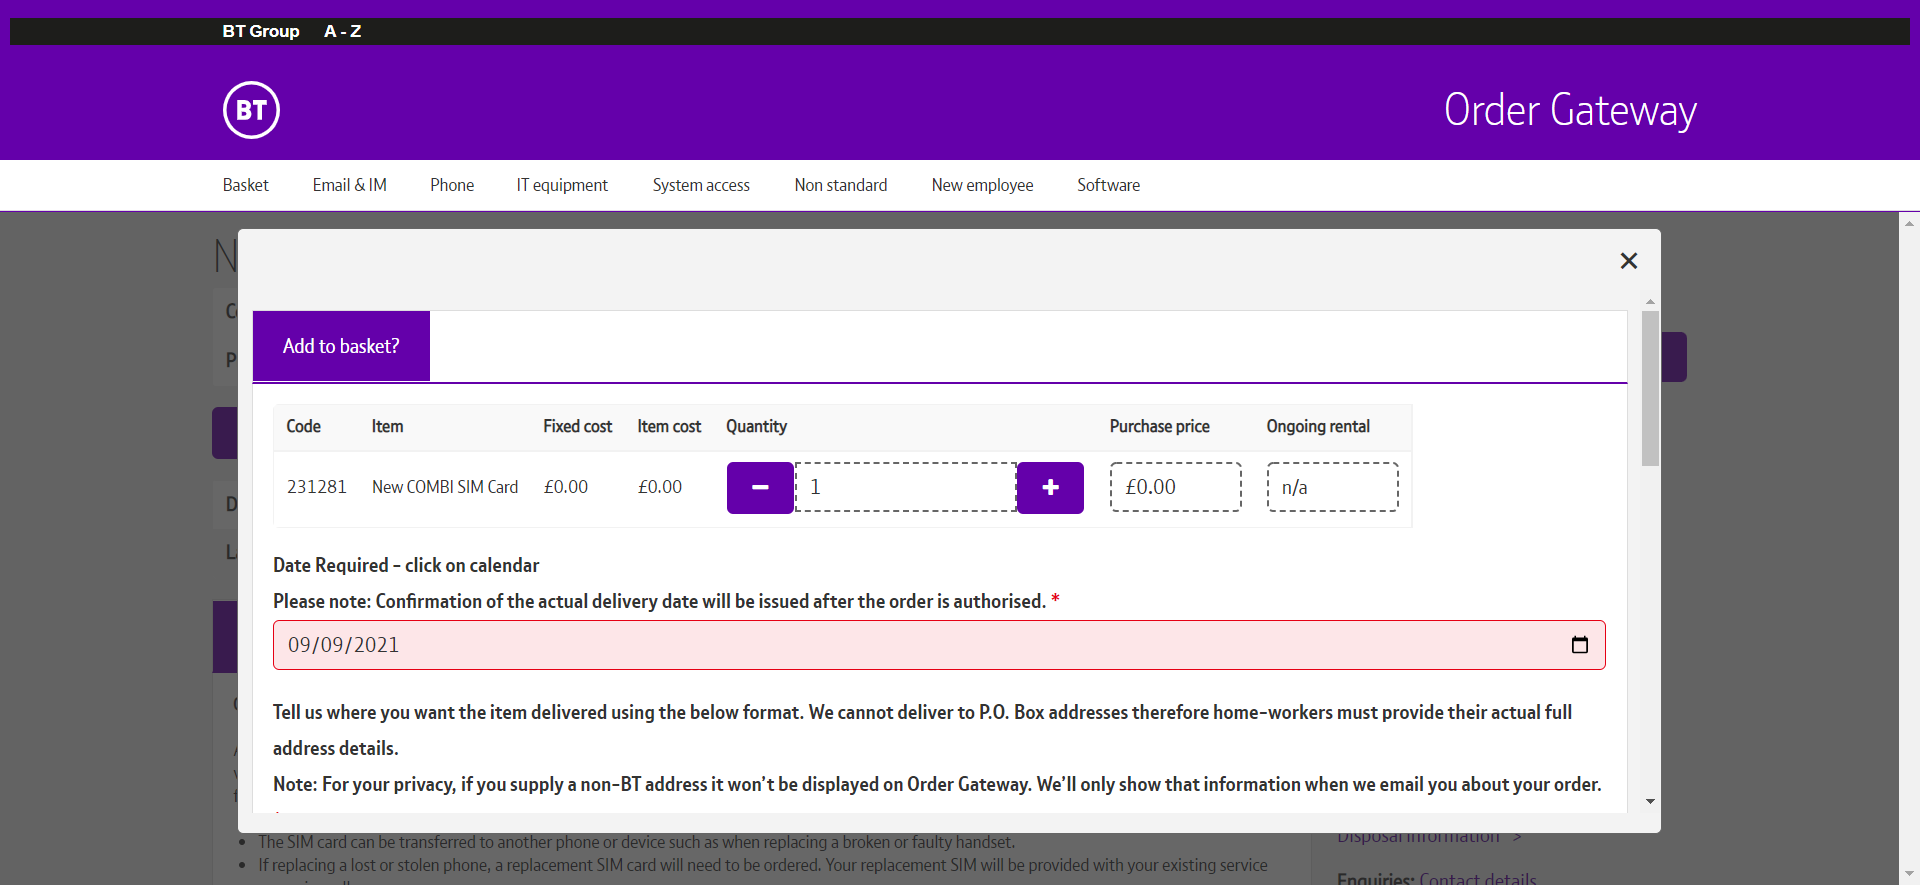 BT Group A - Z
BT
Order Gateway
Basket Email & IM Phone IT equipment System access Non standard New employee Software
N
Add to basket?
P
Code Item Fixed cost Item cost Quantity Purchase price Ongoing rental
231281 New COMBI SIM Card £0.00 £0.00 − 1 + £0.00 n/a
D
L
Date Required - click on calendar
Please note: Confirmation of the actual delivery date will be issued after the order is authorised. *
09/09/2021
Tell us where you want the item delivered using the below format. We cannot deliver to P.O. Box addresses therefore home-workers must provide their actual full
address details.
Note: For your privacy, if you supply a non-BT address it won't be displayed on Order Gateway. We'll only show that information when we email you about your order.
• The SIM card can be transferred to another phone or device such as when replacing a broken or faulty handset.
Disposal information >
• If replacing a lost or stolen phone, a replacement SIM card will need to be ordered. Your replacement SIM will be provided with your existing service
Enquiries: Contact details